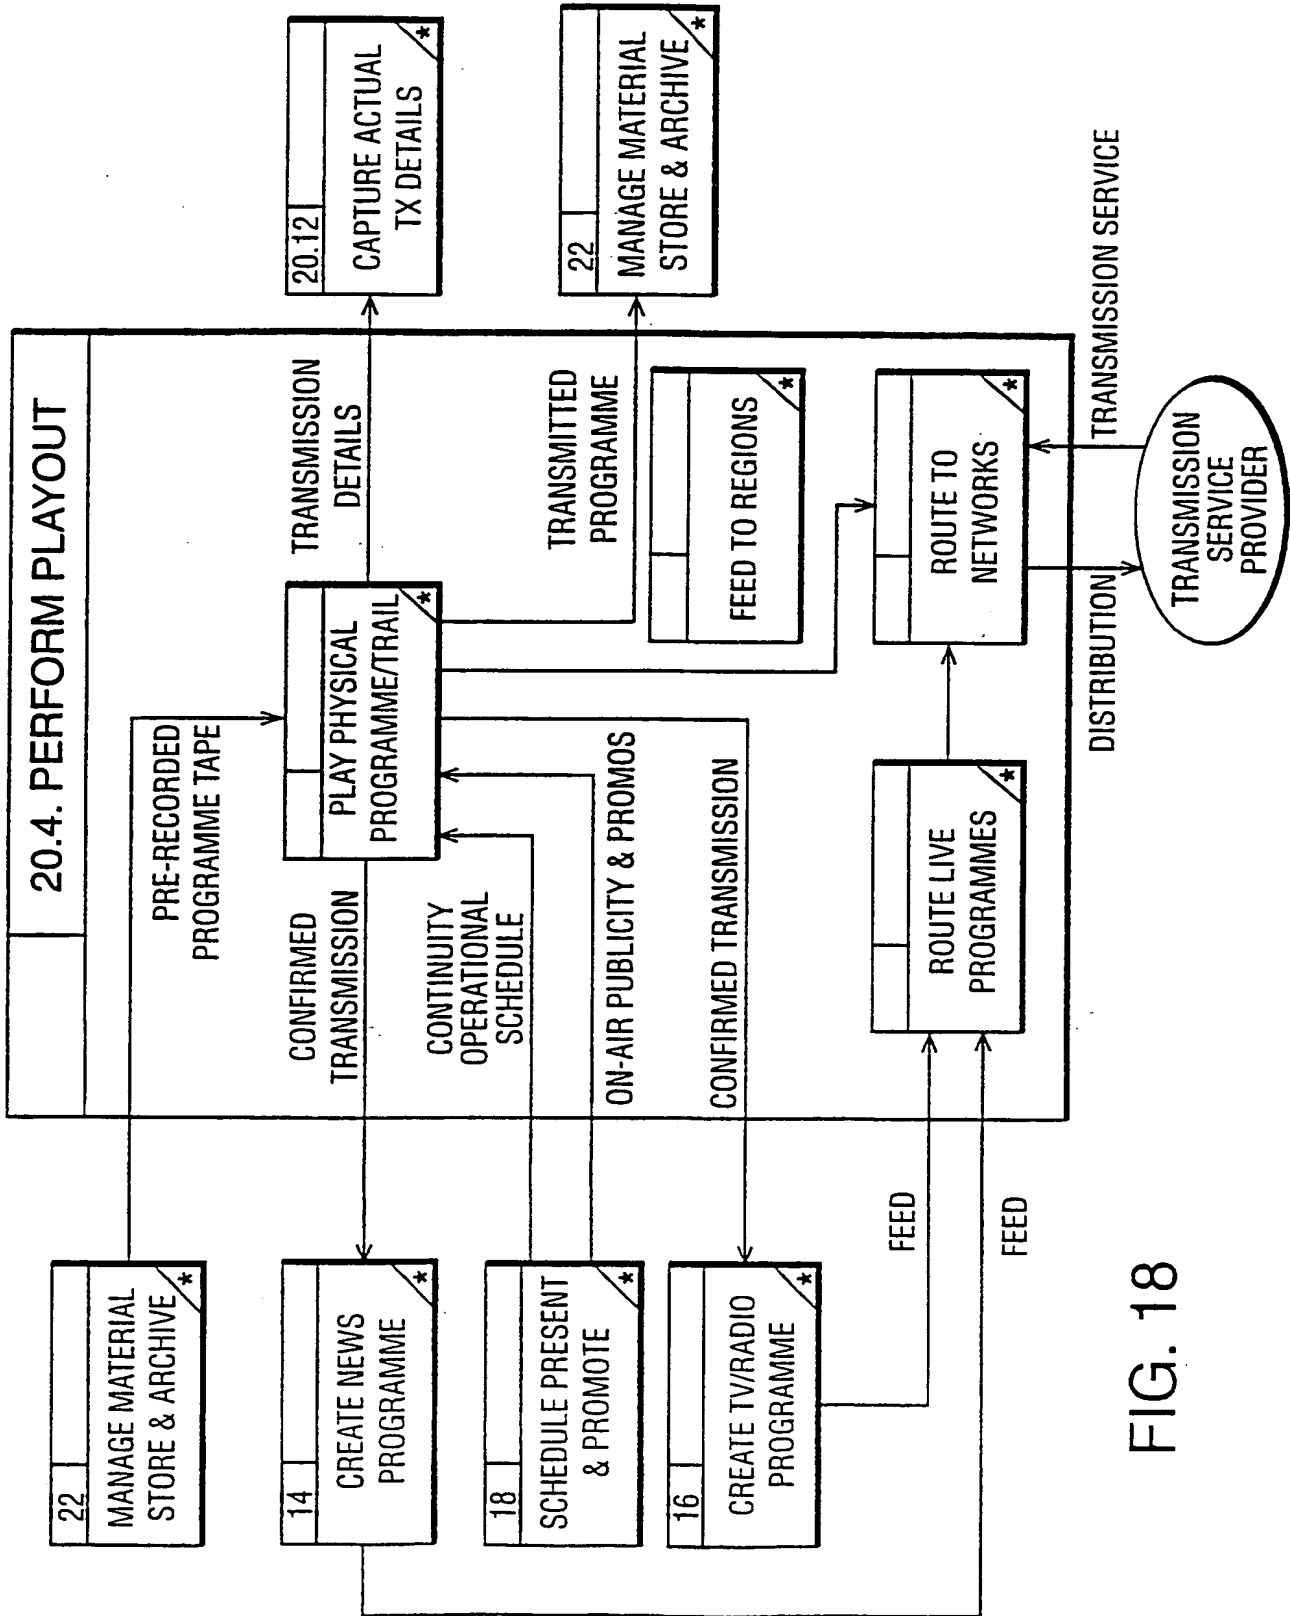 20.4. PERFORM PLAYOUT
22
MANAGE MATERIAL
STORE & ARCHIVE
*
PRE-RECORDED
PROGRAMME TAPE
14
CREATE NEWS
PROGRAMME
*
CONFIRMED
TRANSMISSION
PLAY PHYSICAL
PROGRAMME/TRAIL
*
TRANSMISSION
DETAILS
20.12
CAPTURE ACTUAL
TX DETAILS
*
18
SCHEDULE PRESENT
& PROMOTE
*
CONTINUITY
OPERATIONAL
SCHEDULE
ON-AIR PUBLICITY & PROMOS
TRANSMITTED
PROGRAMME
22
MANAGE MATERIAL
STORE & ARCHIVE
*
16
CREATE TV/RADIO
PROGRAMME
*
CONFIRMED TRANSMISSION
FEED TO REGIONS
*
FEED
FEED
ROUTE LIVE
PROGRAMMES
*
ROUTE TO
NETWORKS
*
DISTRIBUTION
TRANSMISSION SERVICE
TRANSMISSION
SERVICE
PROVIDER
FIG. 18